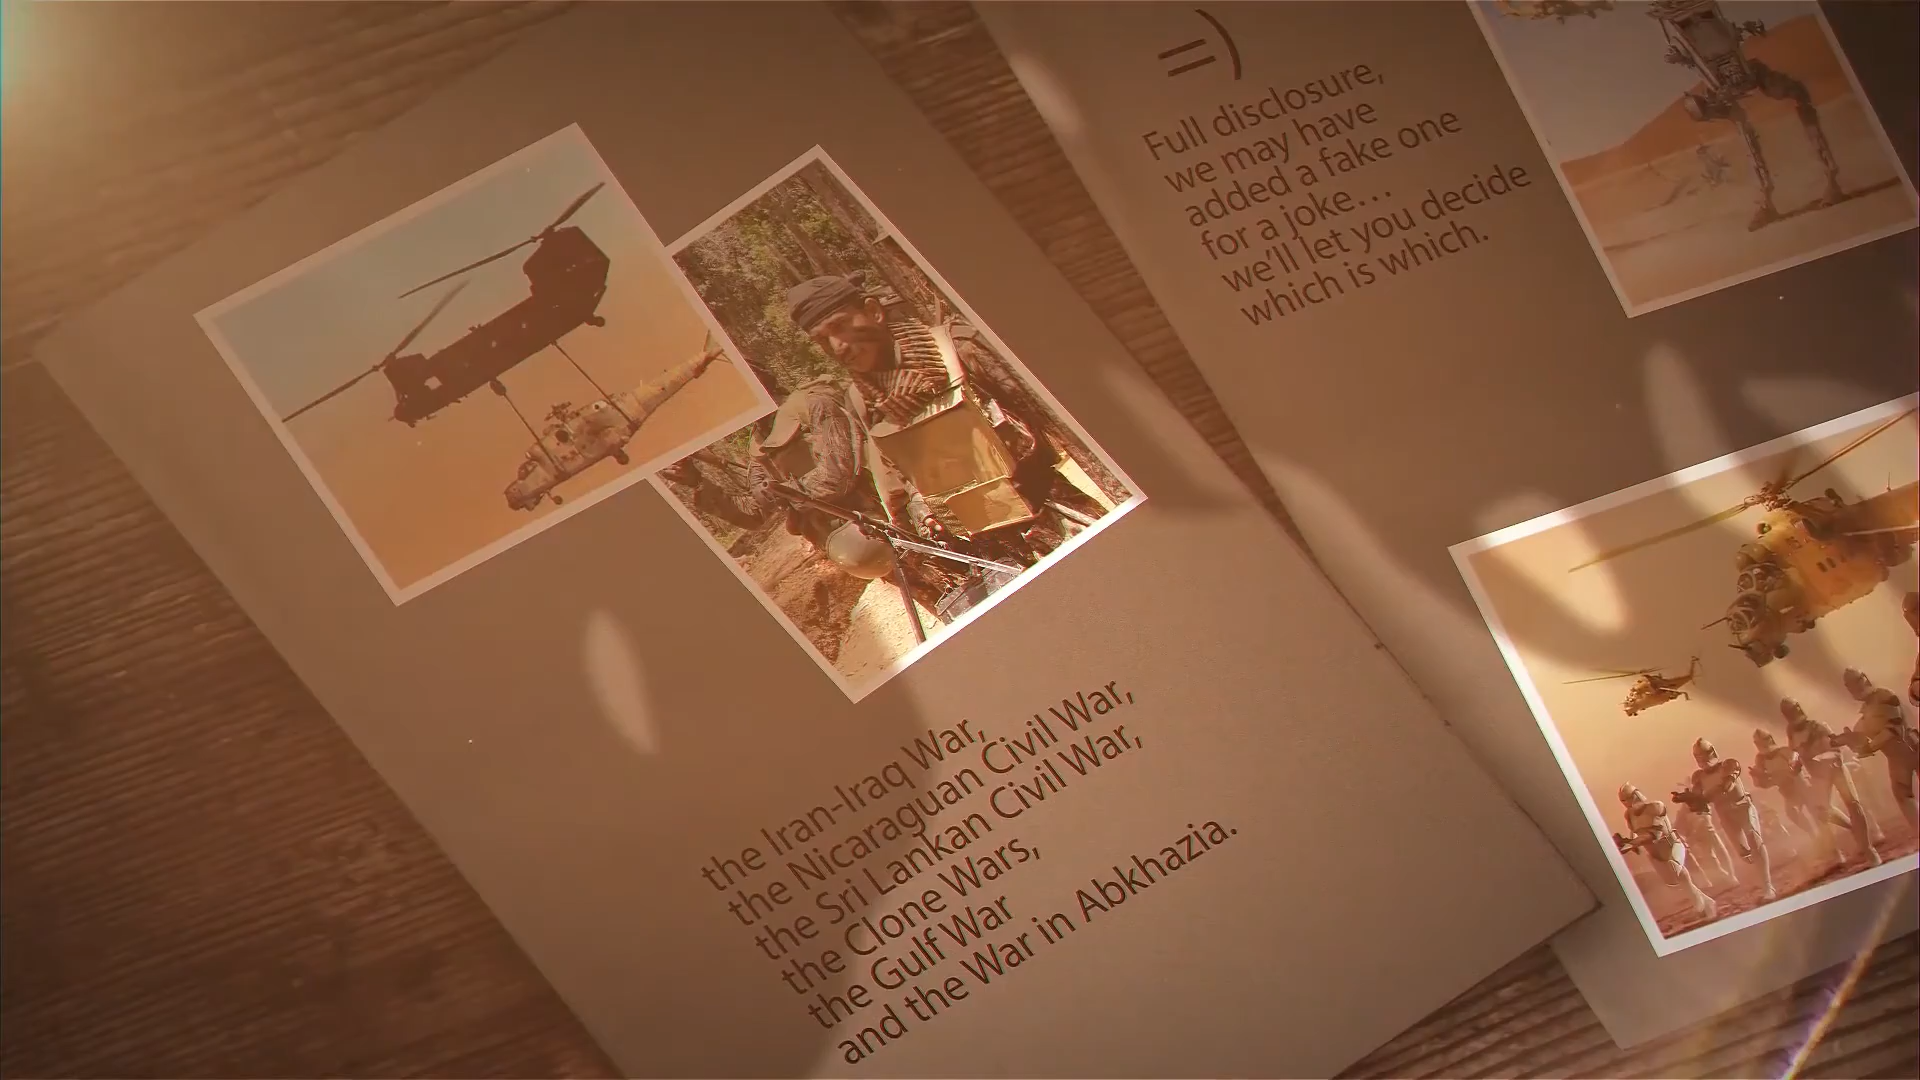 the Iran-Iraq War,
the Nicaraguan Civil War,
the Sri Lankan Civil War,
the Clone Wars,
the Gulf War
and the War in Abkhazia.
=)
Full disclosure,
we may have
added a fake one
for a joke...
we'll let you decide
which is which.